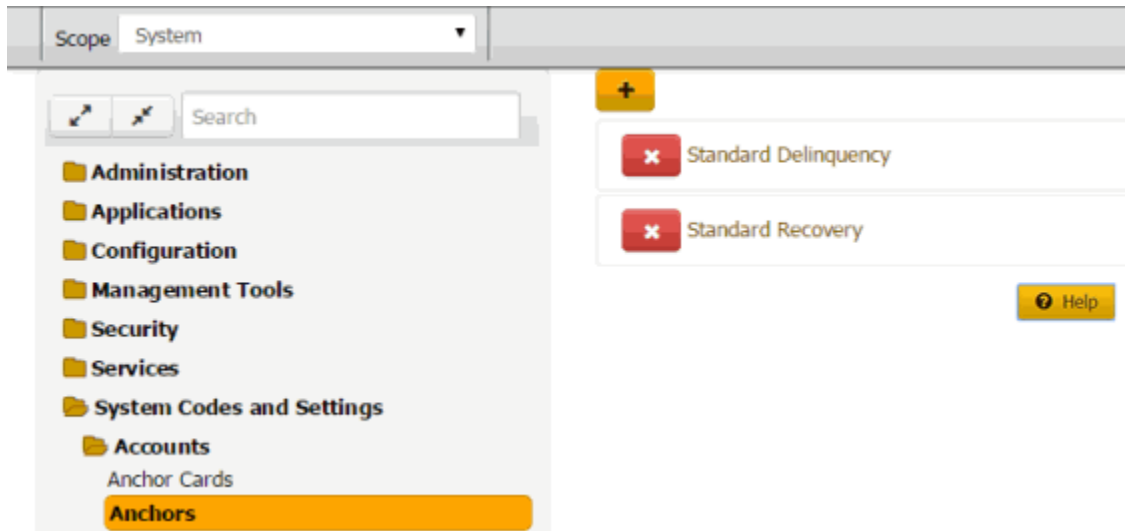 Scope System
Search
Administration
Applications
Configuration
Management Tools
Security
Services
System Codes and Settings
Accounts
Anchor Cards
Anchors
Standard Delinquency
Standard Recovery
Help